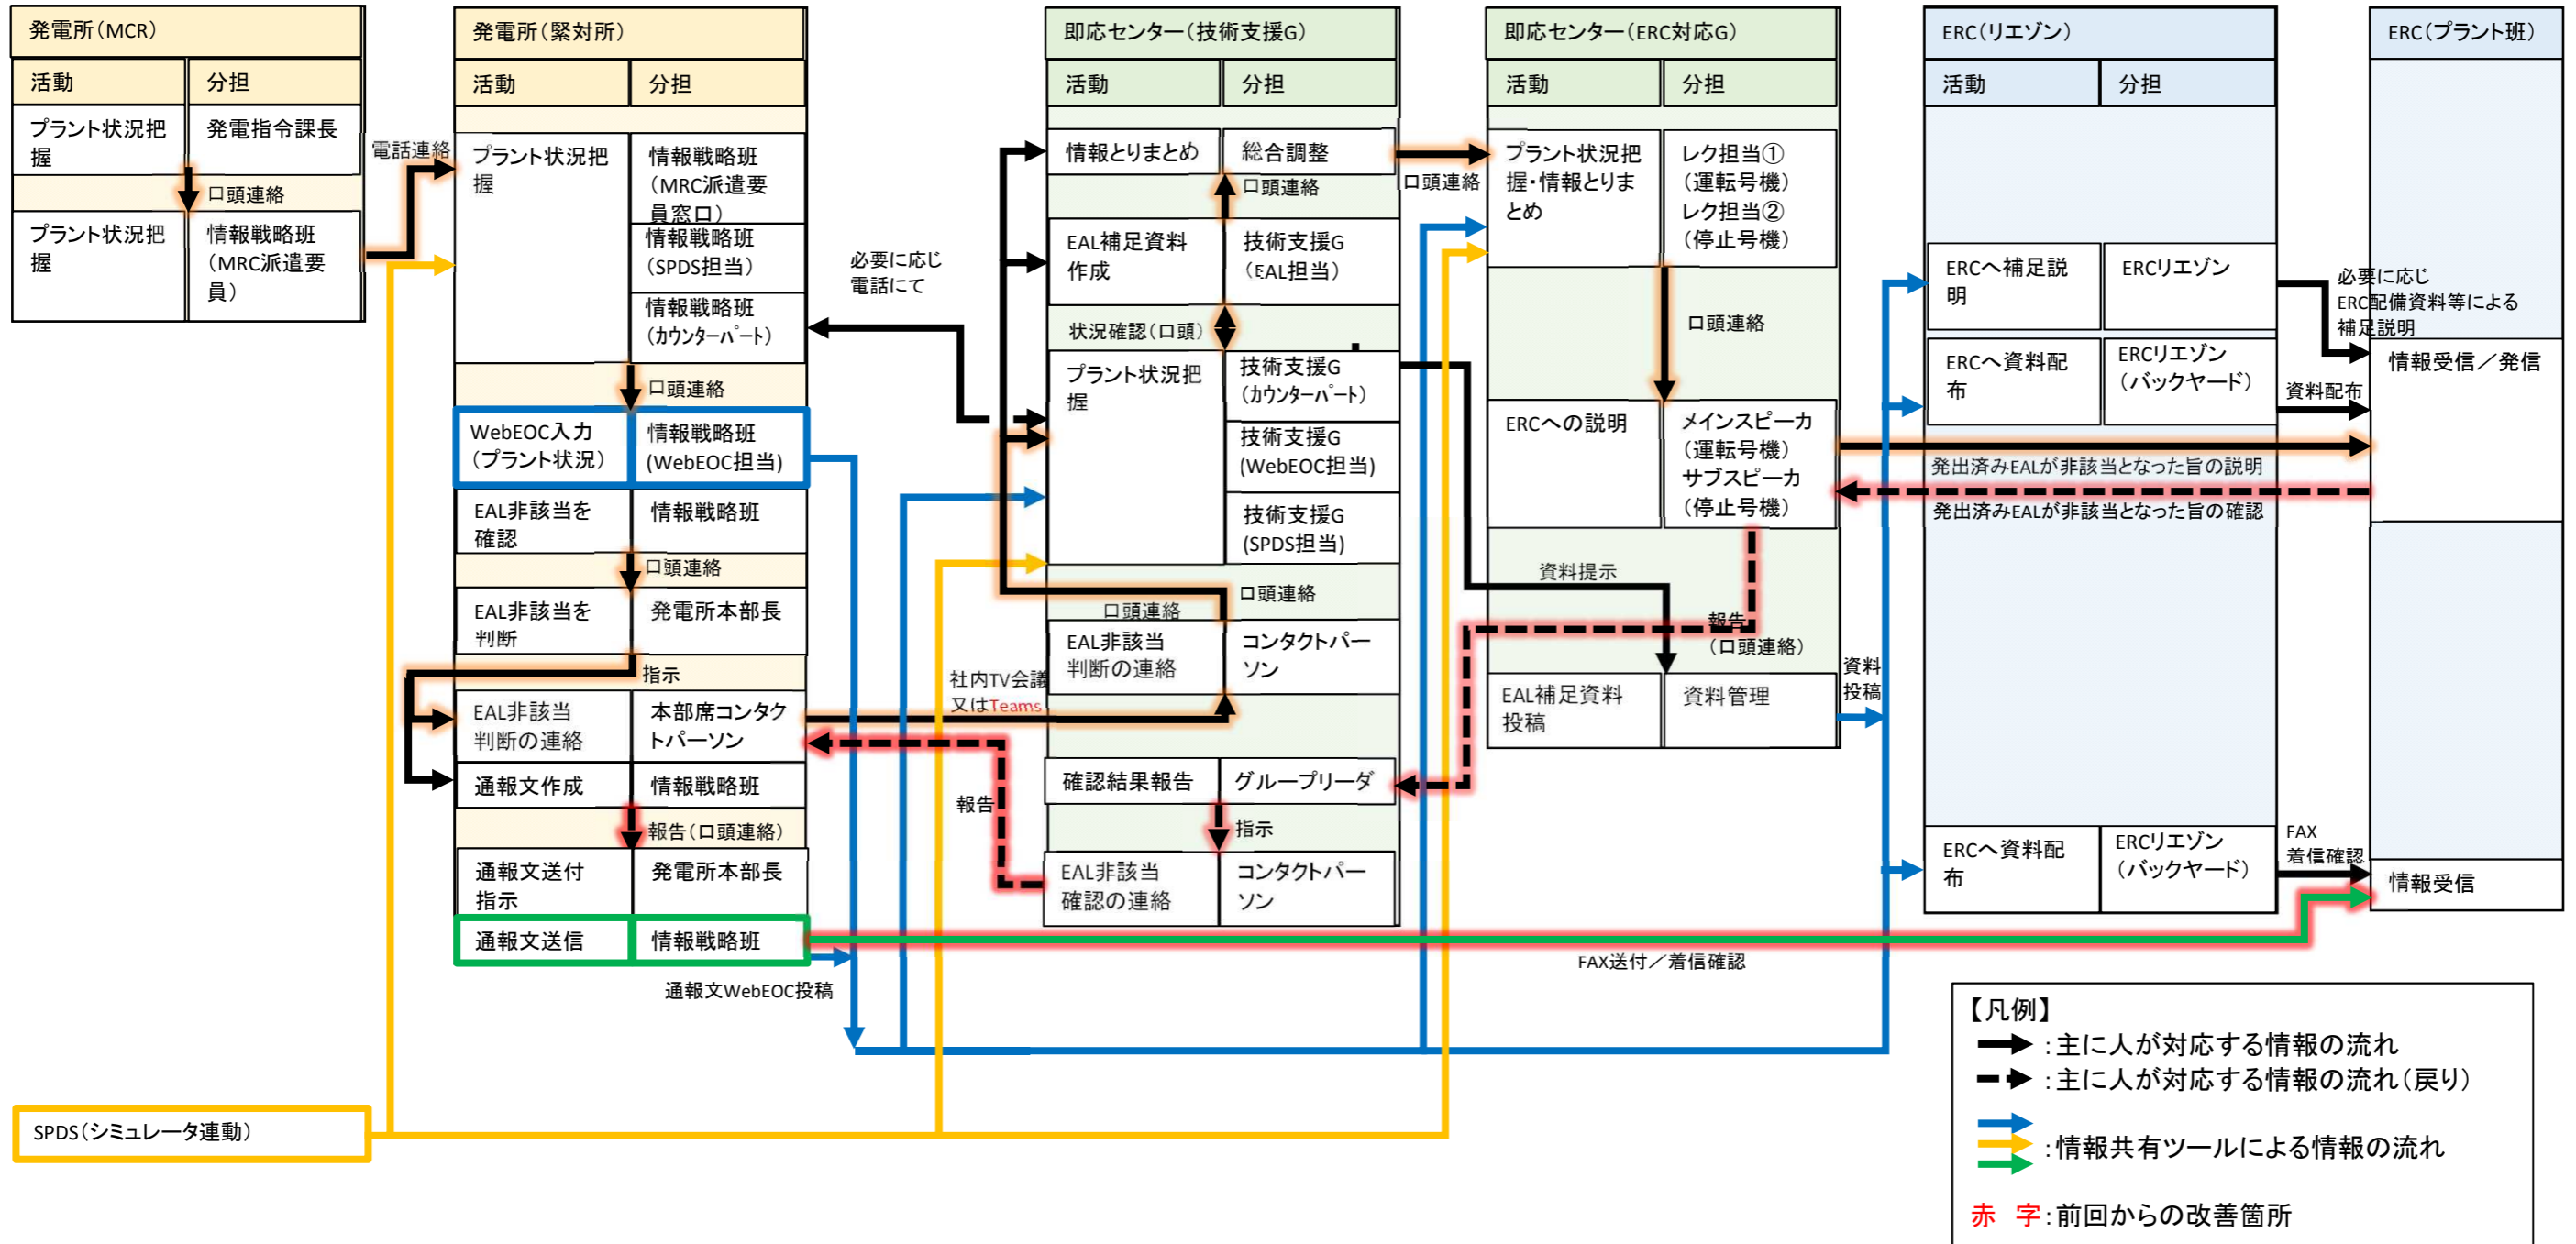 発電所（MCR）
活動
分担
プラント状況把
握
発電指令課長
口頭連絡
プラント状況把
握
情報戦略班
（MRC派遣要
員）
電話連絡
発電所（緊対所）
活動
分担
プラント状況把
握
情報戦略班
（MRC派遣要
員窓口）
情報戦略班
（SPDS担当）
情報戦略班
（カウンターパート）
口頭連絡
WebEOC入力
（プラント状況）
情報戦略班
（WebEOC担当）
EAL非該当を
確認
情報戦略班
口頭連絡
EAL非該当を
判断
発電所本部長
指示
EAL非該当
判断の連絡
本部席コンタク
トパーソン
通報文作成
情報戦略班
報告（口頭連絡）
通報文送付
指示
発電所本部長
通報文送信
情報戦略班
通報文WebEOC投稿
必要に応じ
電話にて
社内TV会議
又はTeams
報告
即応センター（技術支援G）
活動
分担
情報とりまとめ
総合調整
口頭連絡
EAL補足資料
作成
技術支援G
（EAL担当）
状況確認（口頭）
プラント状況把
握
技術支援G
（カウンターパート）
技術支援G
（WebEOC担当）
技術支援G
（SPDS担当）
口頭連絡
口頭連絡
EAL非該当
判断の連絡
コンタクトパー
ソン
確認結果報告
グループリーダ
指示
EAL非該当
確認の連絡
コンタクトパー
ソン
口頭連絡
即応センター（ERC対応G）
活動
分担
プラント状況把
握・情報とりま
とめ
レク担当①
（運転号機）
レク担当②
（停止号機）
口頭連絡
ERCへの説明
メインスピーカ
（運転号機）
サブスピーカ
（停止号機）
資料提示
報告
（口頭連絡）
EAL補足資料
投稿
資料管理
資料
投稿
FAX送付／着信確認
ERC（リエゾン）
活動
分担
ERCへ補足説
明
ERCリエゾン
ERCへ資料配
布
ERCリエゾン
（バックヤード）
発出済みEALが非該当となった旨の説明
発出済みEALが非該当となった旨の確認
ERCへ資料配
布
ERCリエゾン
（バックヤード）
必要に応じ
ERC配備資料等による
補足説明
資料配布
FAX
着信確認
ERC（プラント班）
情報受信／発信
情報受信
SPDS（シミュレータ連動）
【凡例】
：主に人が対応する情報の流れ
：主に人が対応する情報の流れ（戻り）
：情報共有ツールによる情報の流れ
赤　字：前回からの改善箇所